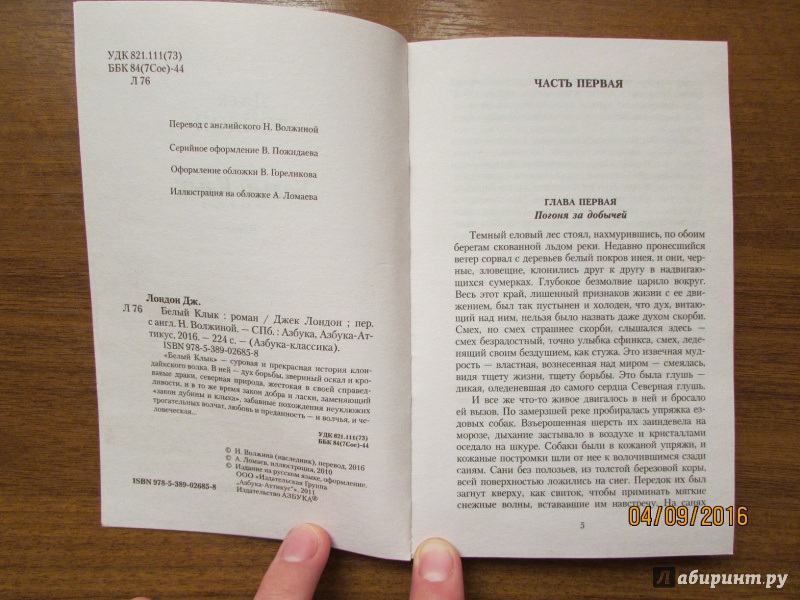 УДК 821.111(73)
ББК 84(7Сое)-44
Л 76
Перевод с английского Н. Волжиной
Серийное оформление В. Пожидаева
Оформление обложки В. Гореликова
Иллюстрация на обложке А. Ломаева
Лондон Дж.
Л 76 Белый Клык : роман / Джек Лондон ; пер.
с англ. Н. Волжиной. — СПб. : Азбука, Азбука-Ат-
тикус, 2016. — 224 с. — (Азбука-классика).
ISBN 978-5-389-02685-8
«Белый Клык» — суровая и прекрасная история клон-
дайкского волка. В ней — дух борьбы, звериный оскал и кро-
вавые драки, северная природа, жестокая в своей справед-
ливости, и в то же время закон добра и ласки, заменяющий
«закон дубины и клыка», забавные похождения неуклюжих
трогательных волчат, любовь и преданность — и волчья, и че-
ловеческая...
УДК 821.111(73)
ББК 84(7Сое)-44
© Н. Волжина (наследник), перевод, 2016
© А. Ломаев, иллюстрация, 2010
© Издание на русском языке, оформление.
ООО «Издательская Группа
„Азбука-Аттикус“», 2011
Издательство АЗБУКА®
ISBN 978-5-389-02685-8
ЧАСТЬ ПЕРВАЯ
ГЛАВА ПЕРВАЯ
Погоня за добычей
Темный еловый лес стоял, нахмурившись, по обоим
берегам скованной льдом реки. Недавно пронесшийся
ветер сорвал с деревьев белый покров инея, и они, чер-
ные, зловещие, клонились друг к другу в надвигаю-
щихся сумерках. Глубокое безмолвие царило вокруг.
Весь этот край, лишенный признаков жизни с ее движе-
нием, был так пустынен и холоден, что дух, витаю-
щий над ним, нельзя было назвать даже духом скорби.
Смех, но смех страшнее скорби, слышался здесь —
смех безрадостный, точно улыбка сфинкса, смех, леде-
нящий своим бездушием, как стужа. Это извечная муд-
рость — властная, вознесенная над миром — смеялась,
видя тщету жизни, тщету борьбы. Это была глушь —
дикая, оледеневшая до самого сердца Северная глушь.
И все же что-то живое двигалось в ней и бросало
ей вызов. По замерзшей реке пробиралась упряжка ез-
довых собак. Взъерошенная шерсть их заиндевела на
морозе, дыхание застывало в воздухе и кристаллами
оседало на шкуре. Собаки были в кожаной упряжи, и
кожаные постромки шли от нее к волочившимся сзади
саням. Сани без полозьев, из толстой березовой коры,
всей поверхностью ложились на снег. Передок их был
загнут кверху, как свиток, чтобы приминать мягкие
снежные волны, встававшие им навстречу. На санях
5
04/09/2016
Лабиринт.ру